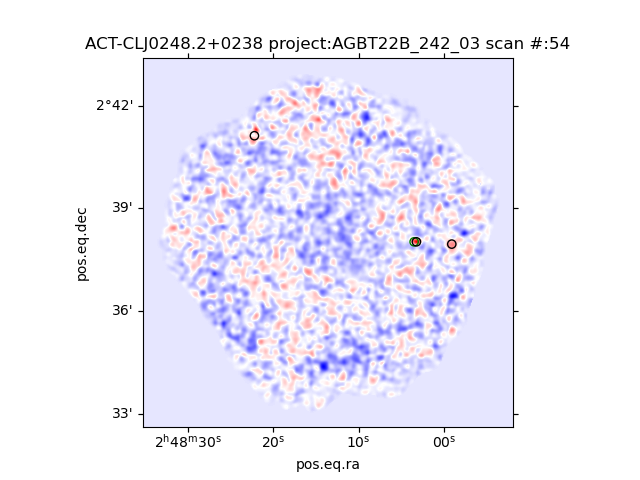 ACT-CLJ0248.2+0238 project:AGBT22B_242_03 scan #:54
2°42'
39'
36'
33'
pos.eq.dec
2ʰ48ᵐ30ˢ 20ˢ 10ˢ 00ˢ
pos.eq.ra